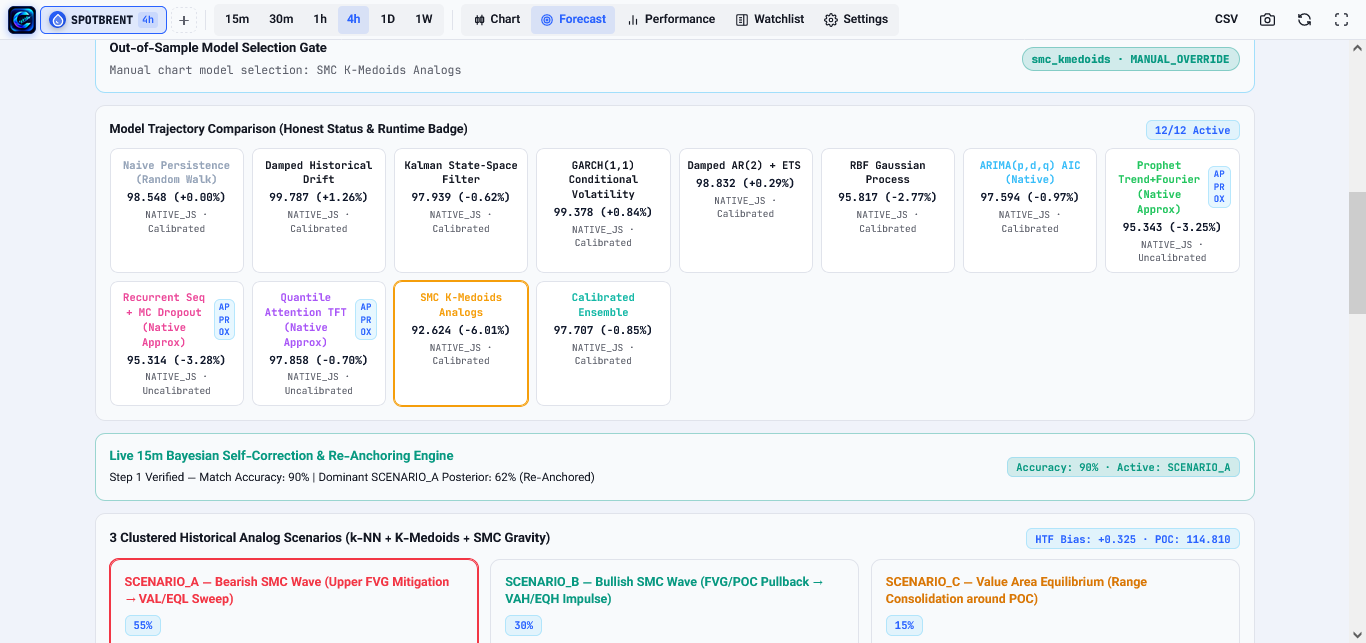 SPOTBRENT 4h + 15m 30m 1h 4h 1D 1W Chart Forecast Performance Watchlist Settings CSV
Out-of-Sample Model Selection Gate
Manual chart model selection: SMC K-Medoids Analogs
smc_kmedoids · MANUAL_OVERRIDE
Model Trajectory Comparison (Honest Status & Runtime Badge)
12/12 Active
Naive Persistence
(Random Walk)
98.548 (+0.00%)
NATIVE_JS ·
Calibrated
Damped Historical
Drift
99.787 (+1.26%)
NATIVE_JS ·
Calibrated
Kalman State-Space
Filter
97.939 (-0.62%)
NATIVE_JS ·
Calibrated
GARCH(1,1)
Conditional
Volatility
99.378 (+0.84%)
NATIVE_JS ·
Calibrated
Damped AR(2) + ETS
98.832 (+0.29%)
NATIVE_JS ·
Calibrated
RBF Gaussian
Process
95.817 (-2.77%)
NATIVE_JS ·
Calibrated
ARIMA(p,d,q) AIC
(Native)
97.594 (-0.97%)
NATIVE_JS ·
Calibrated
Prophet
Trend+Fourier
(Native
Approx)
AP
PR
OX
95.343 (-3.25%)
NATIVE_JS ·
Uncalibrated
Recurrent Seq
+ MC Dropout
(Native
Approx)
AP
PR
OX
95.314 (-3.28%)
NATIVE_JS ·
Uncalibrated
Quantile
Attention TFT
(Native
Approx)
AP
PR
OX
97.858 (-0.70%)
NATIVE_JS ·
Uncalibrated
SMC K-Medoids
Analogs
92.624 (-6.01%)
NATIVE_JS ·
Calibrated
Calibrated
Ensemble
97.707 (-0.85%)
NATIVE_JS ·
Calibrated
Live 15m Bayesian Self-Correction & Re-Anchoring Engine
Step 1 Verified — Match Accuracy: 90% | Dominant SCENARIO_A Posterior: 62% (Re-Anchored)
Accuracy: 90% · Active: SCENARIO_A
3 Clustered Historical Analog Scenarios (k-NN + K-Medoids + SMC Gravity)
HTF Bias: +0.325 · POC: 114.810
SCENARIO_A — Bearish SMC Wave (Upper FVG Mitigation
→ VAL/EQL Sweep)
55%
SCENARIO_B — Bullish SMC Wave (FVG/POC Pullback →
VAH/EQH Impulse)
30%
SCENARIO_C — Value Area Equilibrium (Range
Consolidation around POC)
15%